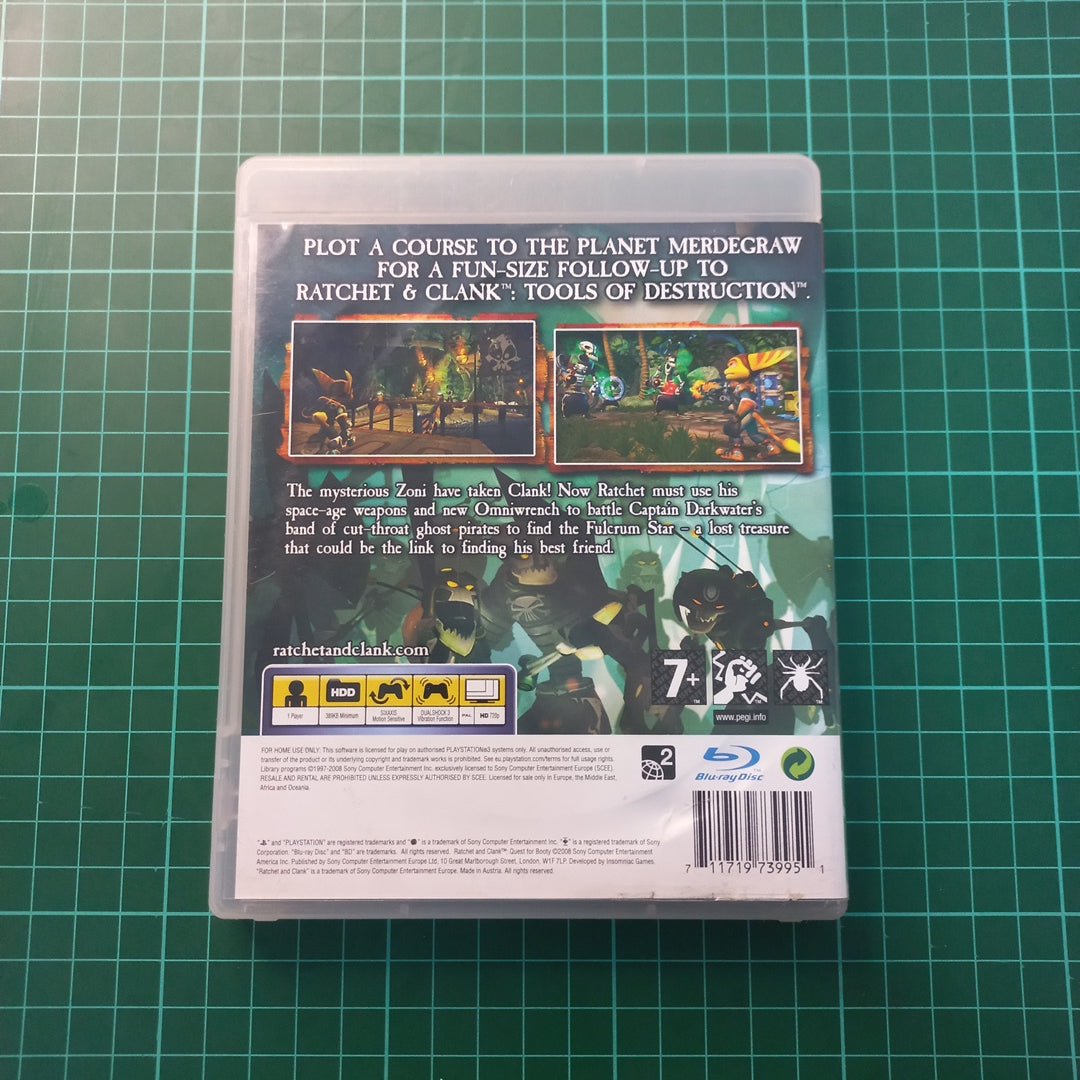 PLOT A COURSE TO THE PLANET MERDEGRAW
FOR A FUN-SIZE FOLLOW-UP TO
RATCHET & CLANK™: TOOLS OF DESTRUCTION™.
The mysterious Zoni have taken Clank! Now Ratchet must use his
space-age weapons and new Omniwrench to battle Captain Darkwater's
band of cut-throat ghost pirates to find the Fulcrum Star – a lost treasure
that could be the link to finding his best friend.
ratchetandclank.com
HDD
1 Player
389KB Minimum
SIXAXIS
Motion Sensitive
DUALSHOCK 3
Vibration Function
PAL
HD 720p
7+
www.pegi.info
FOR HOME USE ONLY: This software is licensed for play on authorised PLAYSTATION®3 systems only. All unauthorised access, use or
transfer of the product or its underlying copyright and trademark works is prohibited. See eu.playstation.com/terms for full usage rights.
Library programs ©1997-2008 Sony Computer Entertainment Inc. exclusively licensed to Sony Computer Entertainment Europe (SCEE).
RESALE AND RENTAL ARE PROHIBITED UNLESS EXPRESSLY AUTHORISED BY SCEE. Licensed for sale only in Europe, the Middle East,
Africa and Oceania.
2
Blu-ray Disc™
" " and "PLAYSTATION" are registered trademarks and " " is a trademark of Sony Computer Entertainment Inc. " " is a registered trademark of Sony
Corporation. "Blu-ray Disc" and "BD" are trademarks. All rights reserved. Ratchet and Clank™: Quest for Booty ©2008 Sony Computer Entertainment
America Inc. Published by Sony Computer Entertainment Europe Ltd, 10 Great Marlborough Street, London, W1F 7LP. Developed by Insomniac Games.
"Ratchet and Clank" is a trademark of Sony Computer Entertainment Europe. Made in Austria. All rights reserved.
7 11719 73995 1